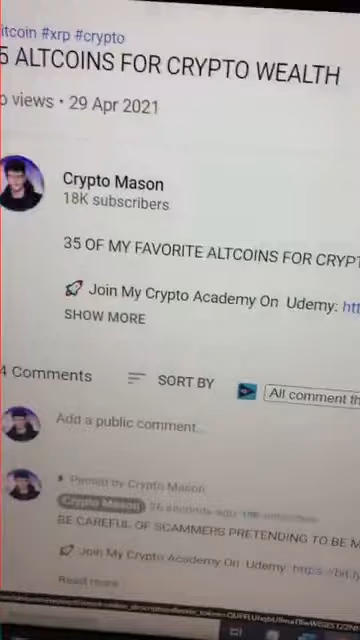 #xrp #crypto
5 ALTCOINS FOR CRYPTO WEALTH
views • 29 Apr 2021
Crypto Mason
18K subscribers
35 OF MY FAVORITE ALTCOINS FOR CRYPT
🚀 Join My Crypto Academy On Udemy:
SHOW MORE
4 Comments
SORT BY
All comment
Add a public comment...
Pinned by Crypto Mason
Crypto Mason
BE CAREFUL OF SCAMMERS PRETENDING TO BE M
🚀 Join My Crypto Academy On Udemy:
Read more